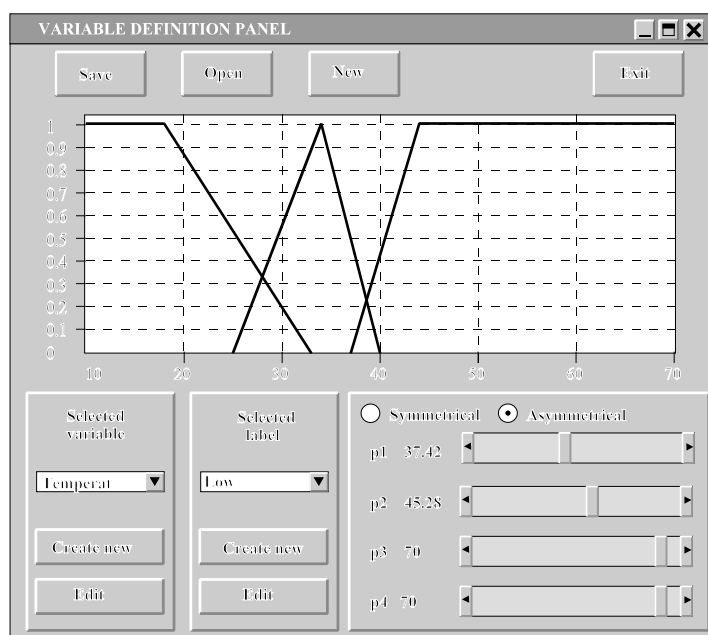 VARIABLE DEFINITION PANEL
Save Open New Exit
1
0.9
0.8
0.7
0.6
0.5
0.4
0.3
0.2
0.1
0
10 20 30 40 50 60 70
Selected
variable
Temperat
Create new
Edit
Selected
label
Low
Create new
Edit
Symmetrical Asymmetrical
p1 37.42
p2 45.28
p3 70
p4 70